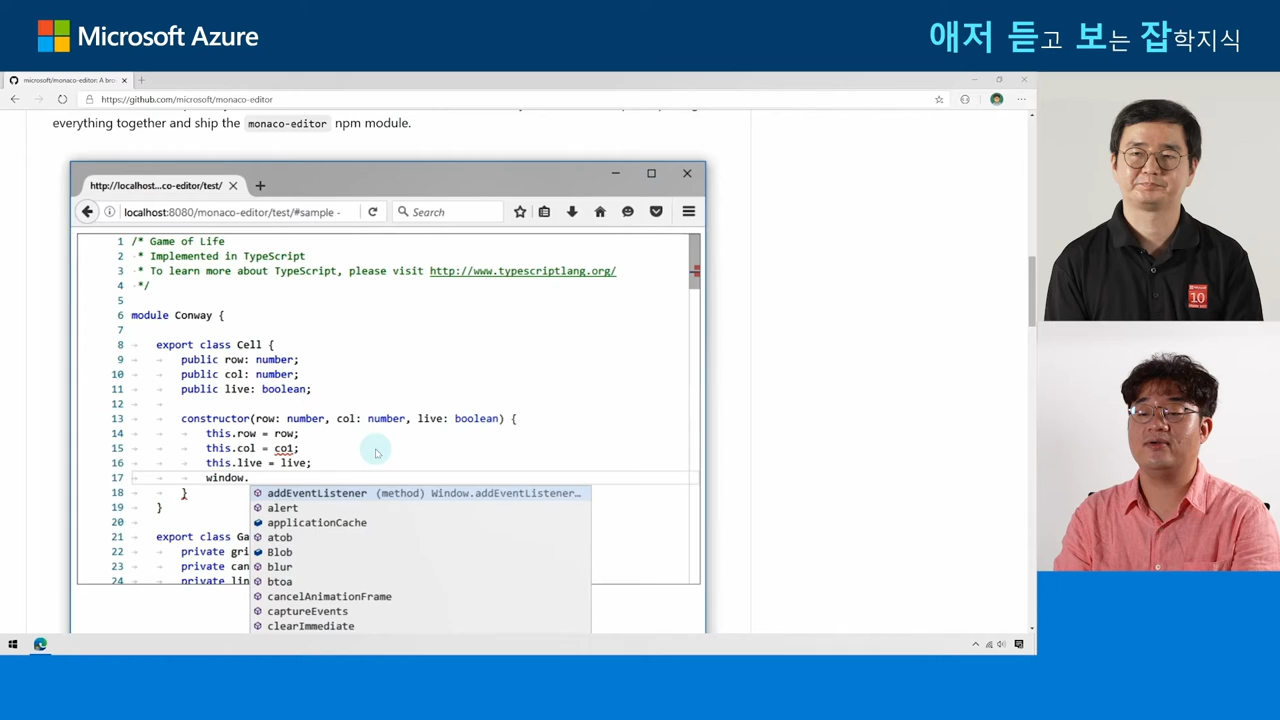 Microsoft Azure
애저 듣고 보는 잡학지식
microsoft/monaco-editor: A bro
https://github.com/microsoft/monaco-editor
everything together and ship the monaco-editor npm module.
http://localhost...co-editor/test/
localhost:8080/monaco-editor/test/#sample -
Search
1 /* Game of Life
2 * Implemented in TypeScript
3 * To learn more about TypeScript, please visit http://www.typescriptlang.org/
4 */
5
6 module Conway {
7
8 export class Cell {
9 public row: number;
10 public col: number;
11 public live: boolean;
12
13 constructor(row: number, col: number, live: boolean) {
14 this.row = row;
15 this.col = co1;
16 this.live = live;
17 window.
18 }
19 }
20
21 export class Ga
22 private gri
23 private can
24 private lin
addEventListener (method) Window.addEventListener…
alert
applicationCache
atob
Blob
blur
btoa
cancelAnimationFrame
captureEvents
clearImmediate
10